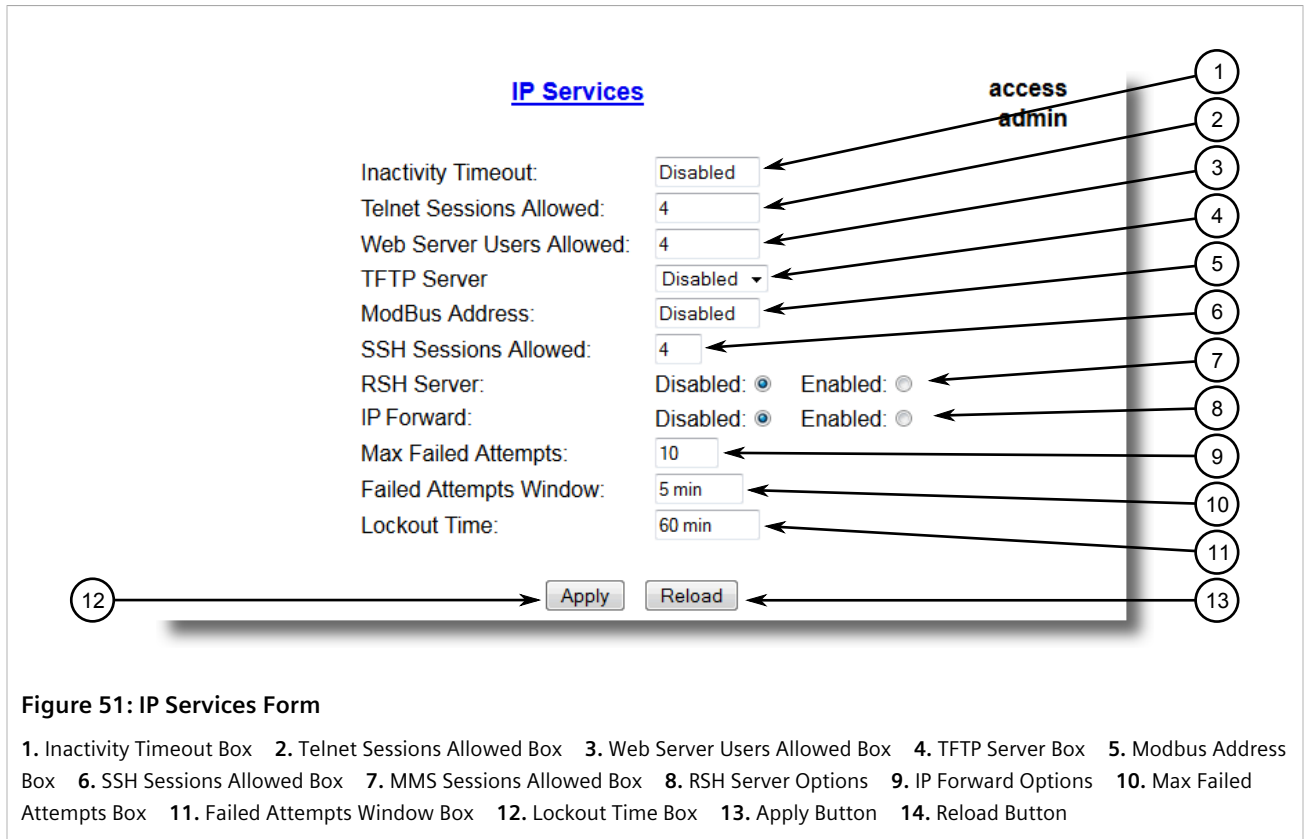 IP Services
access
admin
1
2
Inactivity Timeout: Disabled
3
Telnet Sessions Allowed: 4
4
Web Server Users Allowed: 4
TFTP Server Disabled
5
ModBus Address: Disabled
6
SSH Sessions Allowed: 4
7
RSH Server: Disabled: Enabled:
8
IP Forward: Disabled: Enabled:
Max Failed Attempts: 10
9
Failed Attempts Window: 5 min
10
Lockout Time: 60 min
11
12 Apply Reload 13
Figure 51: IP Services Form
1. Inactivity Timeout Box 2. Telnet Sessions Allowed Box 3. Web Server Users Allowed Box 4. TFTP Server Box 5. Modbus Address
Box 6. SSH Sessions Allowed Box 7. MMS Sessions Allowed Box 8. RSH Server Options 9. IP Forward Options 10. Max Failed
Attempts Box 11. Failed Attempts Window Box 12. Lockout Time Box 13. Apply Button 14. Reload Button